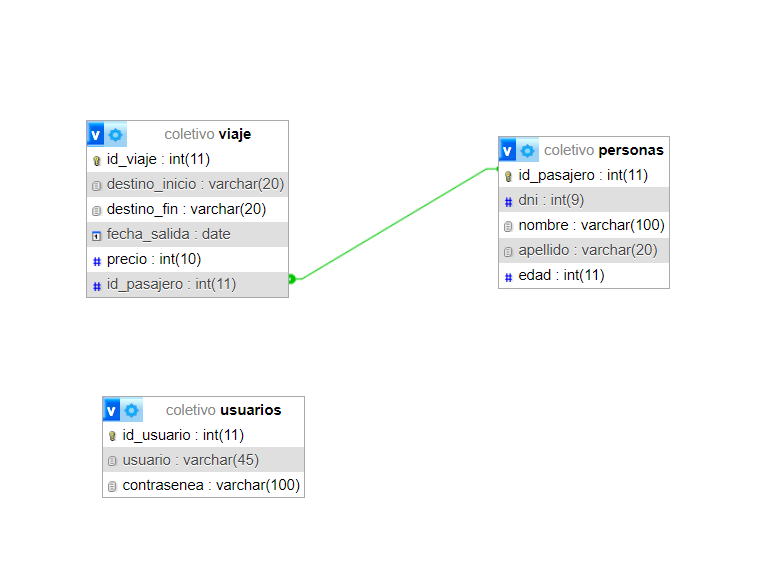 v coletivo viaje
id_viaje : int(11)
destino_inicio : varchar(20)
destino_fin : varchar(20)
fecha_salida : date
# precio : int(10)
# id_pasajero : int(11)
v coletivo personas
id_pasajero : int(11)
# dni : int(9)
nombre : varchar(100)
apellido : varchar(20)
# edad : int(11)
v coletivo usuarios
id_usuario : int(11)
usuario : varchar(45)
contrasenea : varchar(100)